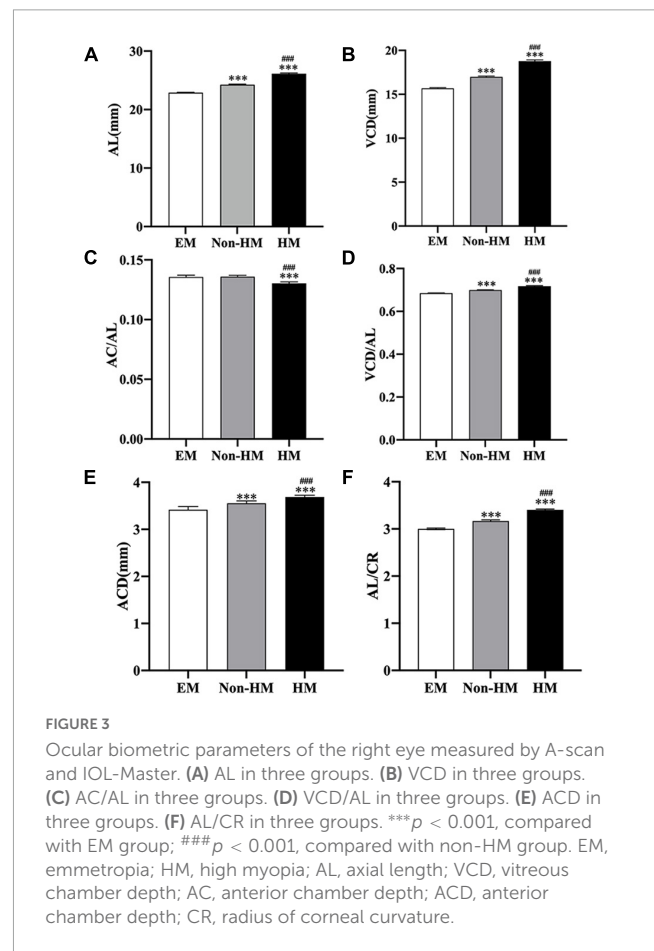 A
AL(mm)
30
20
10
0
***
***
###
EM Non-HM HM
B
VCD(mm)
20
15
10
5
0
***
***
###
EM Non-HM HM
C
AC/AL
0.15
0.10
0.05
0.00
***
###
EM Non-HM HM
D
VCD/AL
0.8
0.6
0.4
0.2
0.0
***
***
###
EM Non-HM HM
E
ACD(mm)
4
3
2
1
0
***
***
###
EM Non-HM HM
F
AL/CR
4
3
2
1
0
***
***
###
EM Non-HM HM
FIGURE 3
Ocular biometric parameters of the right eye measured by A-scan
and IOL-Master. (A) AL in three groups. (B) VCD in three groups.
(C) AC/AL in three groups. (D) VCD/AL in three groups. (E) ACD in
three groups. (F) AL/CR in three groups. ***p < 0.001, compared
with EM group; ###p < 0.001, compared with non-HM group. EM,
emmetropia; HM, high myopia; AL, axial length; VCD, vitreous
chamber depth; AC, anterior chamber depth; ACD, anterior
chamber depth; CR, radius of corneal curvature.